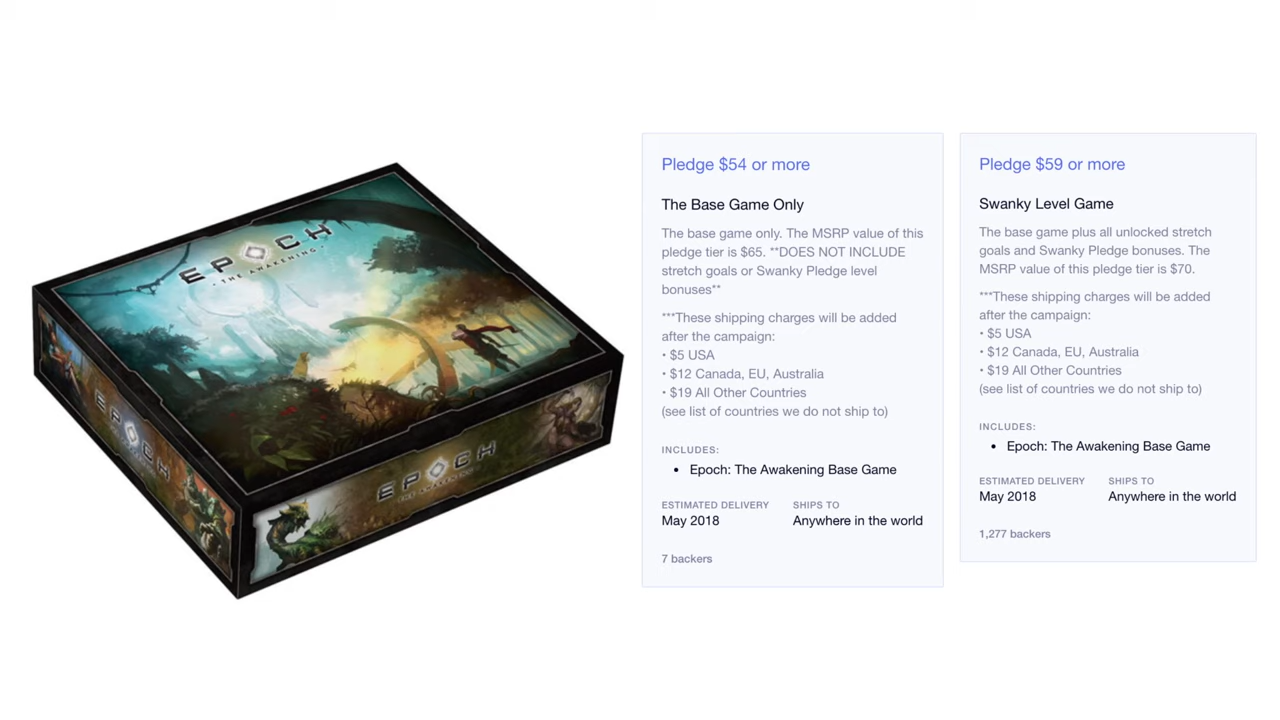 EPOCH
· THE AWAKENING ·
EPOCH
EPOCH
THE AWAKENING
Pledge $54 or more
The Base Game Only
The base game only. The MSRP value of this
pledge tier is $65. **DOES NOT INCLUDE
stretch goals or Swanky Pledge level
bonuses**
***These shipping charges will be added
after the campaign:
• $5 USA
• $12 Canada, EU, Australia
• $19 All Other Countries
(see list of countries we do not ship to)
INCLUDES:
• Epoch: The Awakening Base Game
ESTIMATED DELIVERY SHIPS TO
May 2018 Anywhere in the world
7 backers
Pledge $59 or more
Swanky Level Game
The base game plus all unlocked stretch
goals and Swanky Pledge bonuses. The
MSRP value of this pledge tier is $70.
***These shipping charges will be added
after the campaign:
• $5 USA
• $12 Canada, EU, Australia
• $19 All Other Countries
(see list of countries we do not ship to)
INCLUDES:
• Epoch: The Awakening Base Game
ESTIMATED DELIVERY SHIPS TO
May 2018 Anywhere in the world
1,277 backers